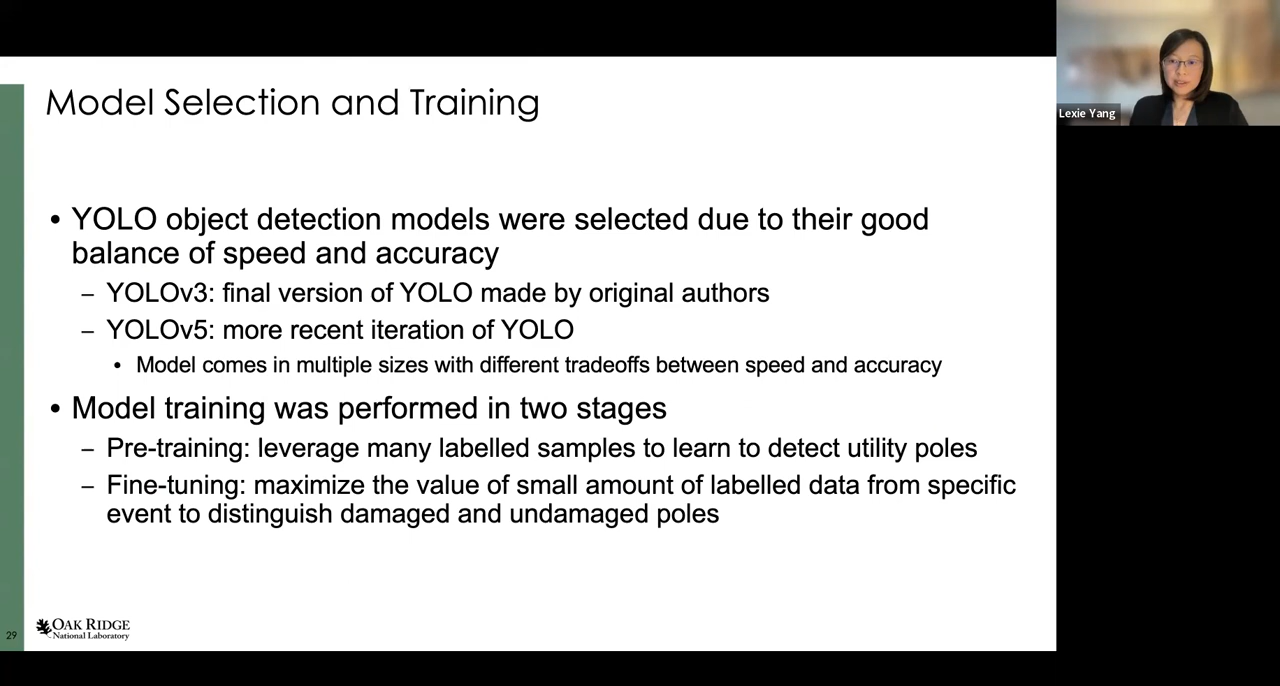 Model Selection and Training
Lexie Yang
• YOLO object detection models were selected due to their good
balance of speed and accuracy
– YOLOv3: final version of YOLO made by original authors
– YOLOv5: more recent iteration of YOLO
• Model comes in multiple sizes with different tradeoffs between speed and accuracy
• Model training was performed in two stages
– Pre-training: leverage many labelled samples to learn to detect utility poles
– Fine-tuning: maximize the value of small amount of labelled data from specific
event to distinguish damaged and undamaged poles
29
OAK RIDGE
National Laboratory